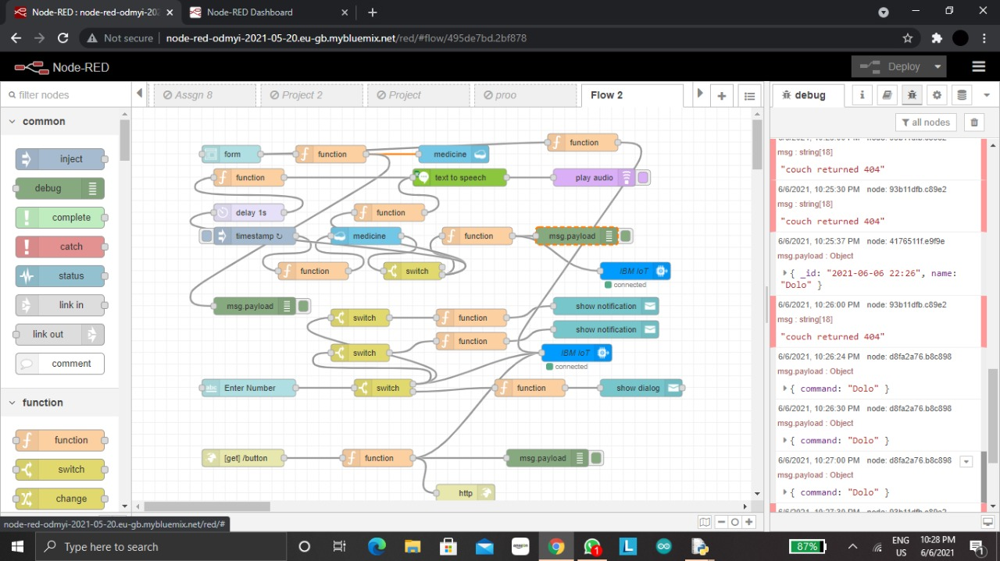 Node-RED : node-red-odmyi-202
Node-RED Dashboard
Not secure
node-red-odmyi-2021-05-20.eu-gb.mybluemix.net/red/#flow/495de7bd.2bf878
Node-RED
Deploy
filter nodes
Assgn 8
Project 2
Project
proo
Flow 2
debug
all nodes
common
inject
debug
complete
catch
status
link in
link out
comment
function
function
switch
change
form
function
medicine
function
function
text to speech
play audio
delay 1s
function
timestamp ↻
medicine
function
msg.payload
function
switch
IBM IoT
connected
msg.payload
switch
function
show notification
function
show notification
switch
IBM IoT
connected
abc
Enter Number
switch
function
show dialog
[get] /button
function
msg.payload
http
msg : string[18]
"couch returned 404"
6/6/2021, 10:25:30 PM node: 93b11dfb.c89e2
msg : string[18]
"couch returned 404"
6/6/2021, 10:25:37 PM node: 4176511f.e9f9e
msg.payload : Object
{ _id: "2021-06-06 22:26", name:
"Dolo" }
6/6/2021, 10:26:00 PM node: 93b11dfb.c89e2
msg : string[18]
"couch returned 404"
6/6/2021, 10:26:24 PM node: d8fa2a76.b8c898
msg.payload : Object
{ command: "Dolo" }
6/6/2021, 10:26:30 PM node: d8fa2a76.b8c898
msg.payload : Object
{ command: "Dolo" }
6/6/2021, 10:27:00 PM node: d8fa2a76.b8c898
msg.payload : Object
{ command: "Dolo" }
node-red-odmyi-2021-05-20.eu-gb.mybluemix.net/red/#
Type here to search
amazon
1
L
87%
ENG
US
10:28 PM
6/6/2021
1